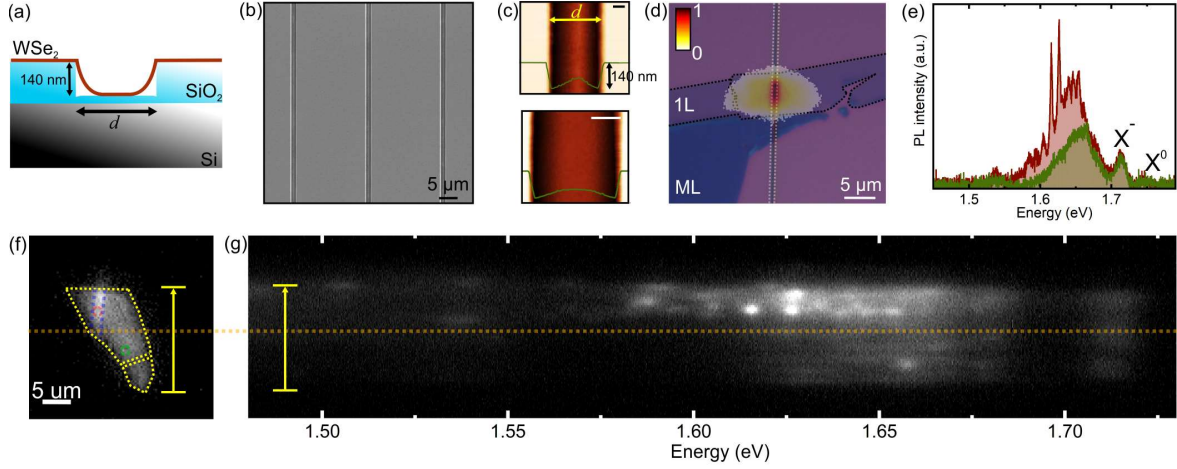 (a)
WSe2
140 nm
SiO2
d
Si
(b)
5 µm
(c)
d
140 nm
(d)
1
0
1L
ML
5 µm
(e)
PL intensity (a.u.)
X-
X0
1.5 1.6 1.7
Energy (eV)
(f)
5 um
(g)
1.50 1.55 1.60 1.65 1.70
Energy (eV)